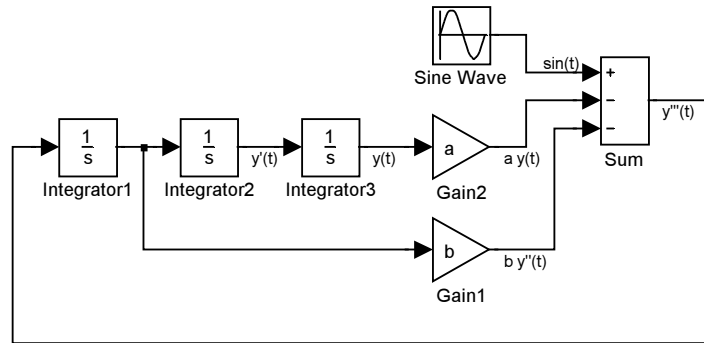 Sine Wave
sin(t)
+
−
−
y'''(t)
Sum
1
s
Integrator1
1
s
Integrator2
y'(t)
1
s
Integrator3
y(t)
a
Gain2
a y(t)
b
Gain1
b y''(t)